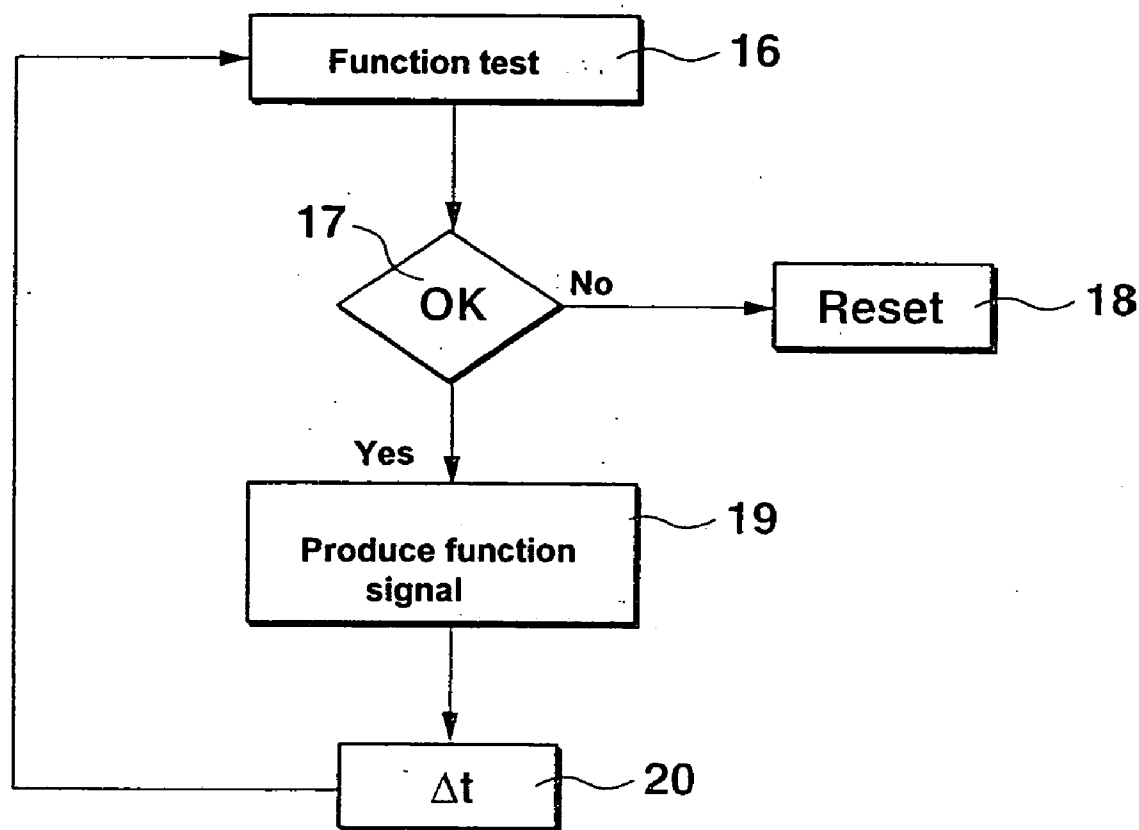 Function test
16
17
OK
No
Reset
18
Yes
Produce function
signal
19
Δt
20